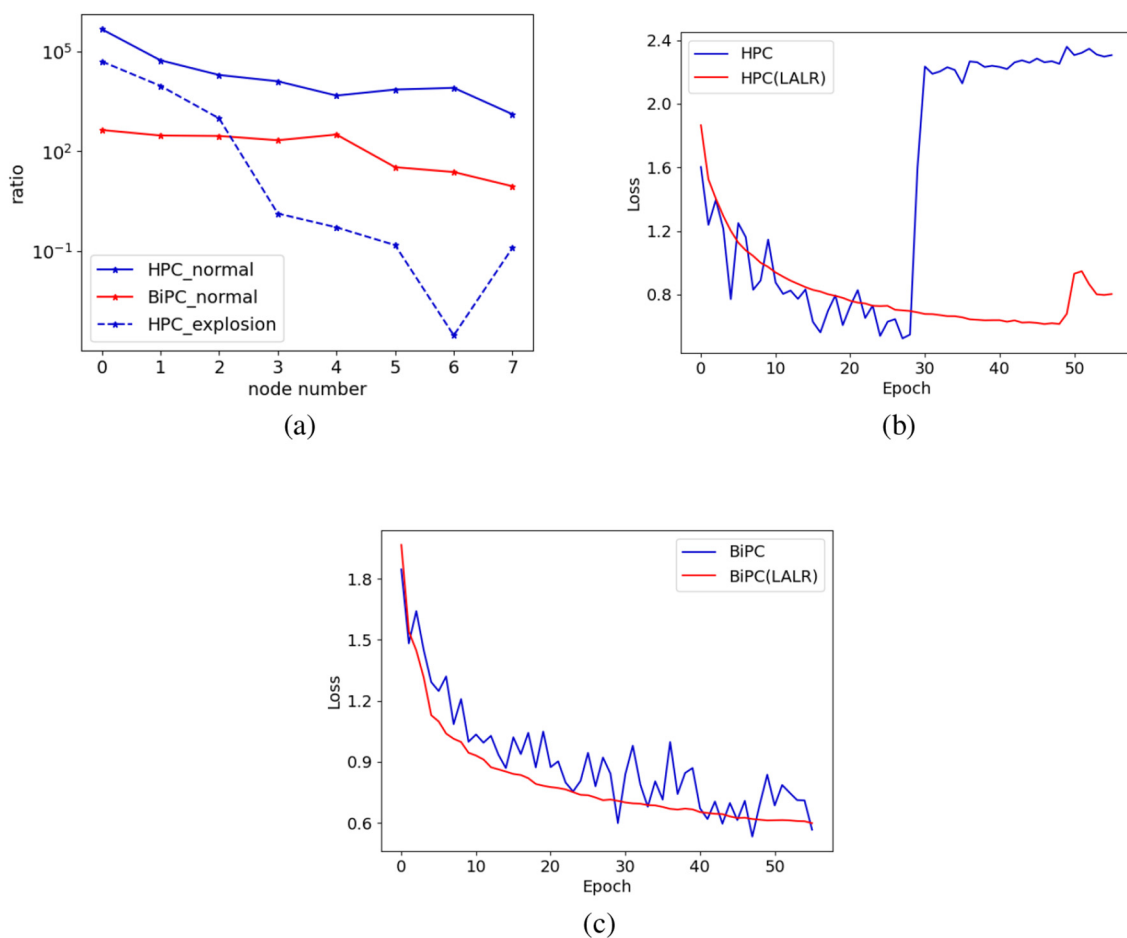 10^5
10^2
10^-1
ratio
HPC_normal
BiPC_normal
HPC_explosion
0 1 2 3 4 5 6 7
node number
(a)
2.4
2.0
1.6
1.2
0.8
Loss
HPC
HPC(LALR)
0 10 20 30 40 50
Epoch
(b)
1.8
1.5
1.2
0.9
0.6
Loss
BiPC
BiPC(LALR)
0 10 20 30 40 50
Epoch
(c)